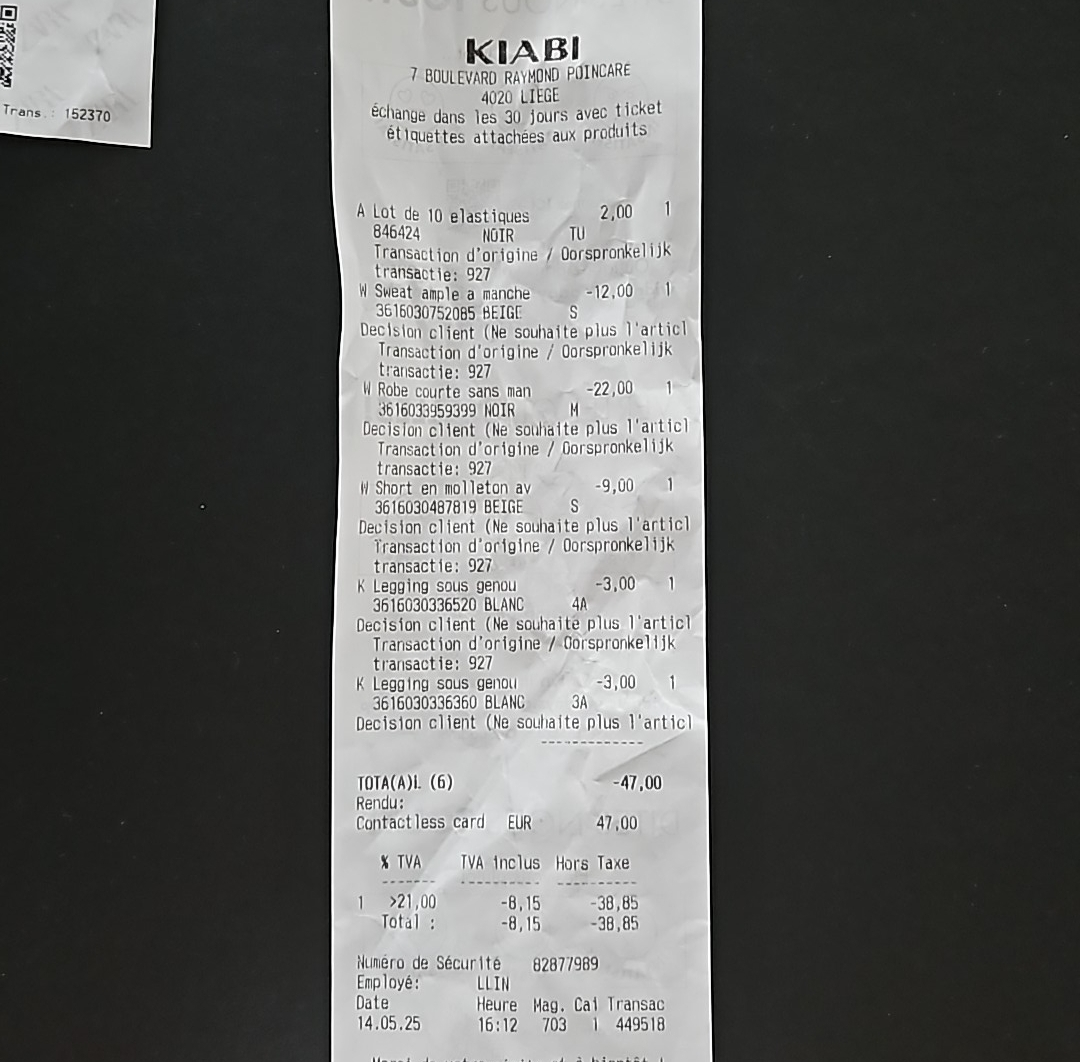 Trans.: 152370
KIABI
7 BOULEVARD RAYMOND POINCARE
4020 LIEGE
échange dans les 30 jours avec ticket
étiquettes attachées aux produits
A Lot de 10 elastiques 2,00 1
846424 NOIR TU
Transaction d'origine / Oorspronkelijk
transactie: 927
W Sweat ample a manche -12,00 1
3616030752085 BEIGE S
Decision client (Ne souhaite plus l'articl
Transaction d'origine / Oorspronkelijk
transactie: 927
W Robe courte sans man -22,00 1
3616033959399 NOIR M
Decision client (Ne souhaite plus l'articl
Transaction d'origine / Oorspronkelijk
transactie: 927
W Short en molleton av -9,00 1
3616030487819 BEIGE S
Decision client (Ne souhaite plus l'articl
Transaction d'origine / Oorspronkelijk
transactie: 927
K Legging sous genou -3,00 1
3616030336520 BLANC 4A
Decision client (Ne souhaite plus l'articl
Transaction d'origine / Oorspronkelijk
transactie: 927
K Legging sous genou -3,00 1
3616030336360 BLANC 3A
Decision client (Ne souhaite plus l'articl
TOTA(A)L (6) -47,00
Rendu:
Contactless card EUR 47,00
% TVA TVA inclus Hors Taxe
1 >21,00 -8,15 -38,85
Total : -8,15 -38,85
Numéro de Sécurité 82877989
Employé: LLIN
Date Heure Mag. Cai Transac
14.05.25 16:12 703 1 449518